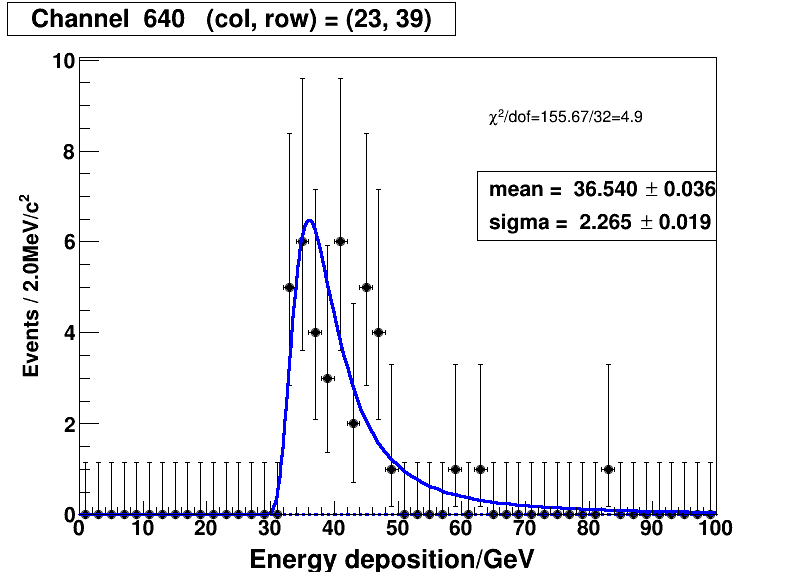 Channel 640 (col, row) = (23, 39)
χ²/dof=155.67/32=4.9
mean = 36.540 ± 0.036
sigma = 2.265 ± 0.019
Events / 2.0MeV/c²
10
8
6
4
2
0
0 10 20 30 40 50 60 70 80 90 100
Energy deposition/GeV